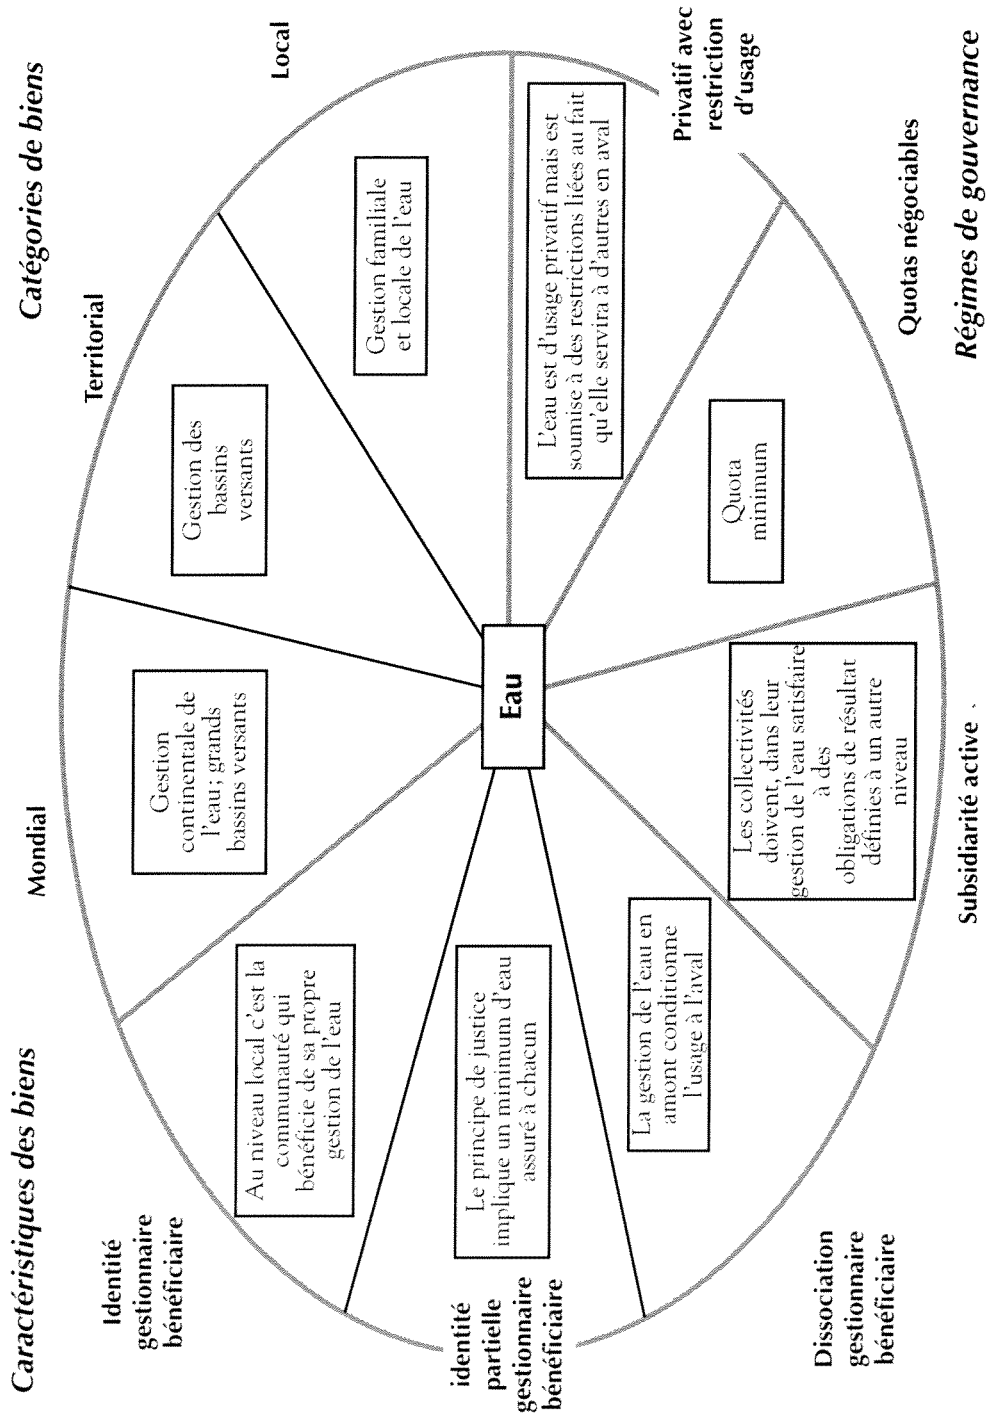 Caractéristiques des biens
Catégories de biens
Identité
gestionnaire
bénéficiaire
Mondial
Territorial
Local
Au niveau local c'est la
communauté qui
bénéficie de sa propre
gestion de l'eau
Gestion
continentale de
l'eau; grands
bassins versants
Gestion des
bassins
versants
Gestion familiale
et locale de l'eau
identité
partielle
gestionnaire
bénéficiaire
Le principe de justice
implique un minimum d'eau
assuré à chacun
Eau
L'eau est d'usage privatif mais est
soumise à des restrictions liées au fait
qu'elle servira à d'autres en aval
Privatif avec
restriction
d'usage
La gestion de l'eau en
amont conditionne
l'usage à l'aval
Les collectivités
doivent, dans leur
gestion de l'eau satisfaire
à des
obligations de résultat
définies à un autre
niveau
Quota
minimum
Dissociation
gestionnaire
bénéficiaire
Subsidiarité active
Quotas négociables
Régimes de gouvernance